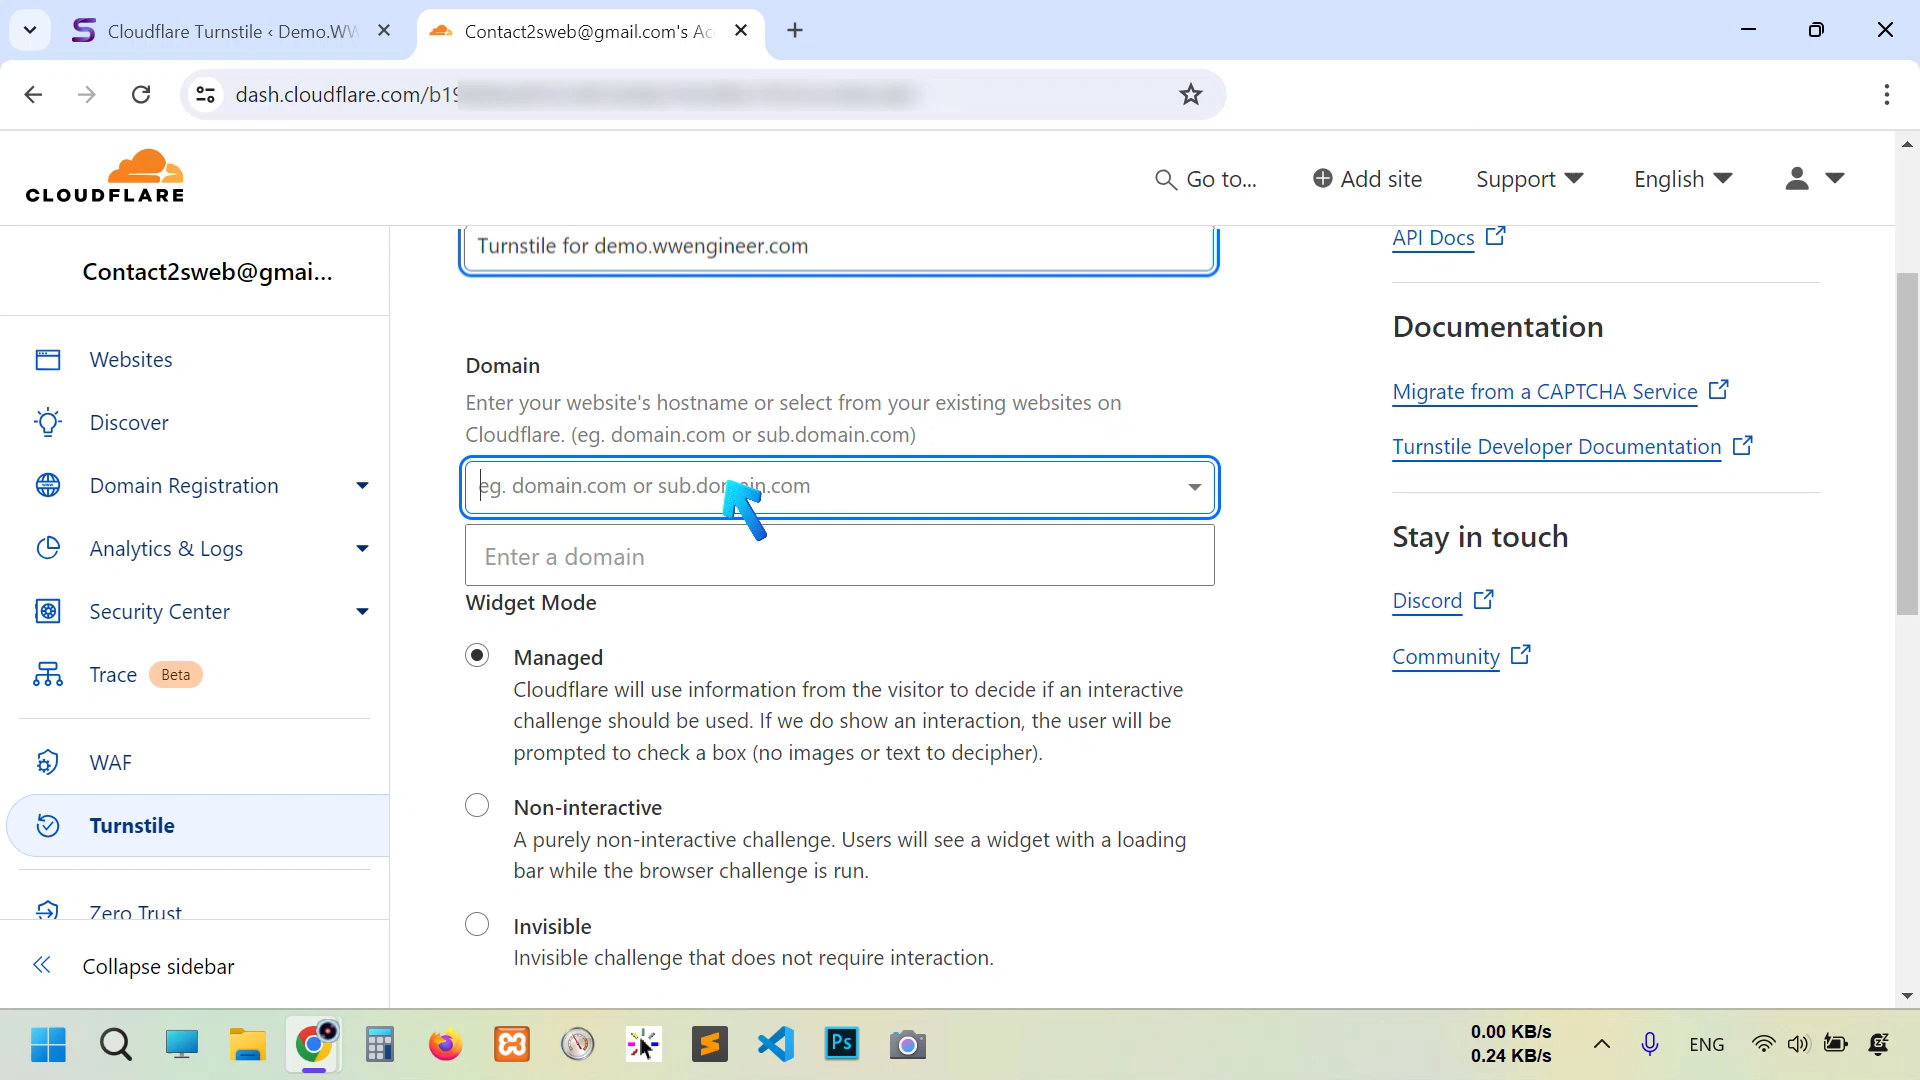 Cloudflare Turnstile ‹ Demo.WW
Contact2sweb@gmail.com's Ac
dash.cloudflare.com/b19
CLOUDFLARE
Go to...
Add site
Support
English
Contact2sweb@gmai...
Websites
Discover
Domain Registration
Analytics & Logs
Security Center
Trace Beta
WAF
Turnstile
Zero Trust
Collapse sidebar
Turnstile for demo.wwengineer.com
Domain
Enter your website's hostname or select from your existing websites on
Cloudflare. (eg. domain.com or sub.domain.com)
eg. domain.com or sub.domain.com
Enter a domain
Widget Mode
Managed
Cloudflare will use information from the visitor to decide if an interactive
challenge should be used. If we do show an interaction, the user will be
prompted to check a box (no images or text to decipher).
Non-interactive
A purely non-interactive challenge. Users will see a widget with a loading
bar while the browser challenge is run.
Invisible
Invisible challenge that does not require interaction.
API Docs
Documentation
Migrate from a CAPTCHA Service
Turnstile Developer Documentation
Stay in touch
Discord
Community
Ps
0.00 KB/s
0.24 KB/s
ENG